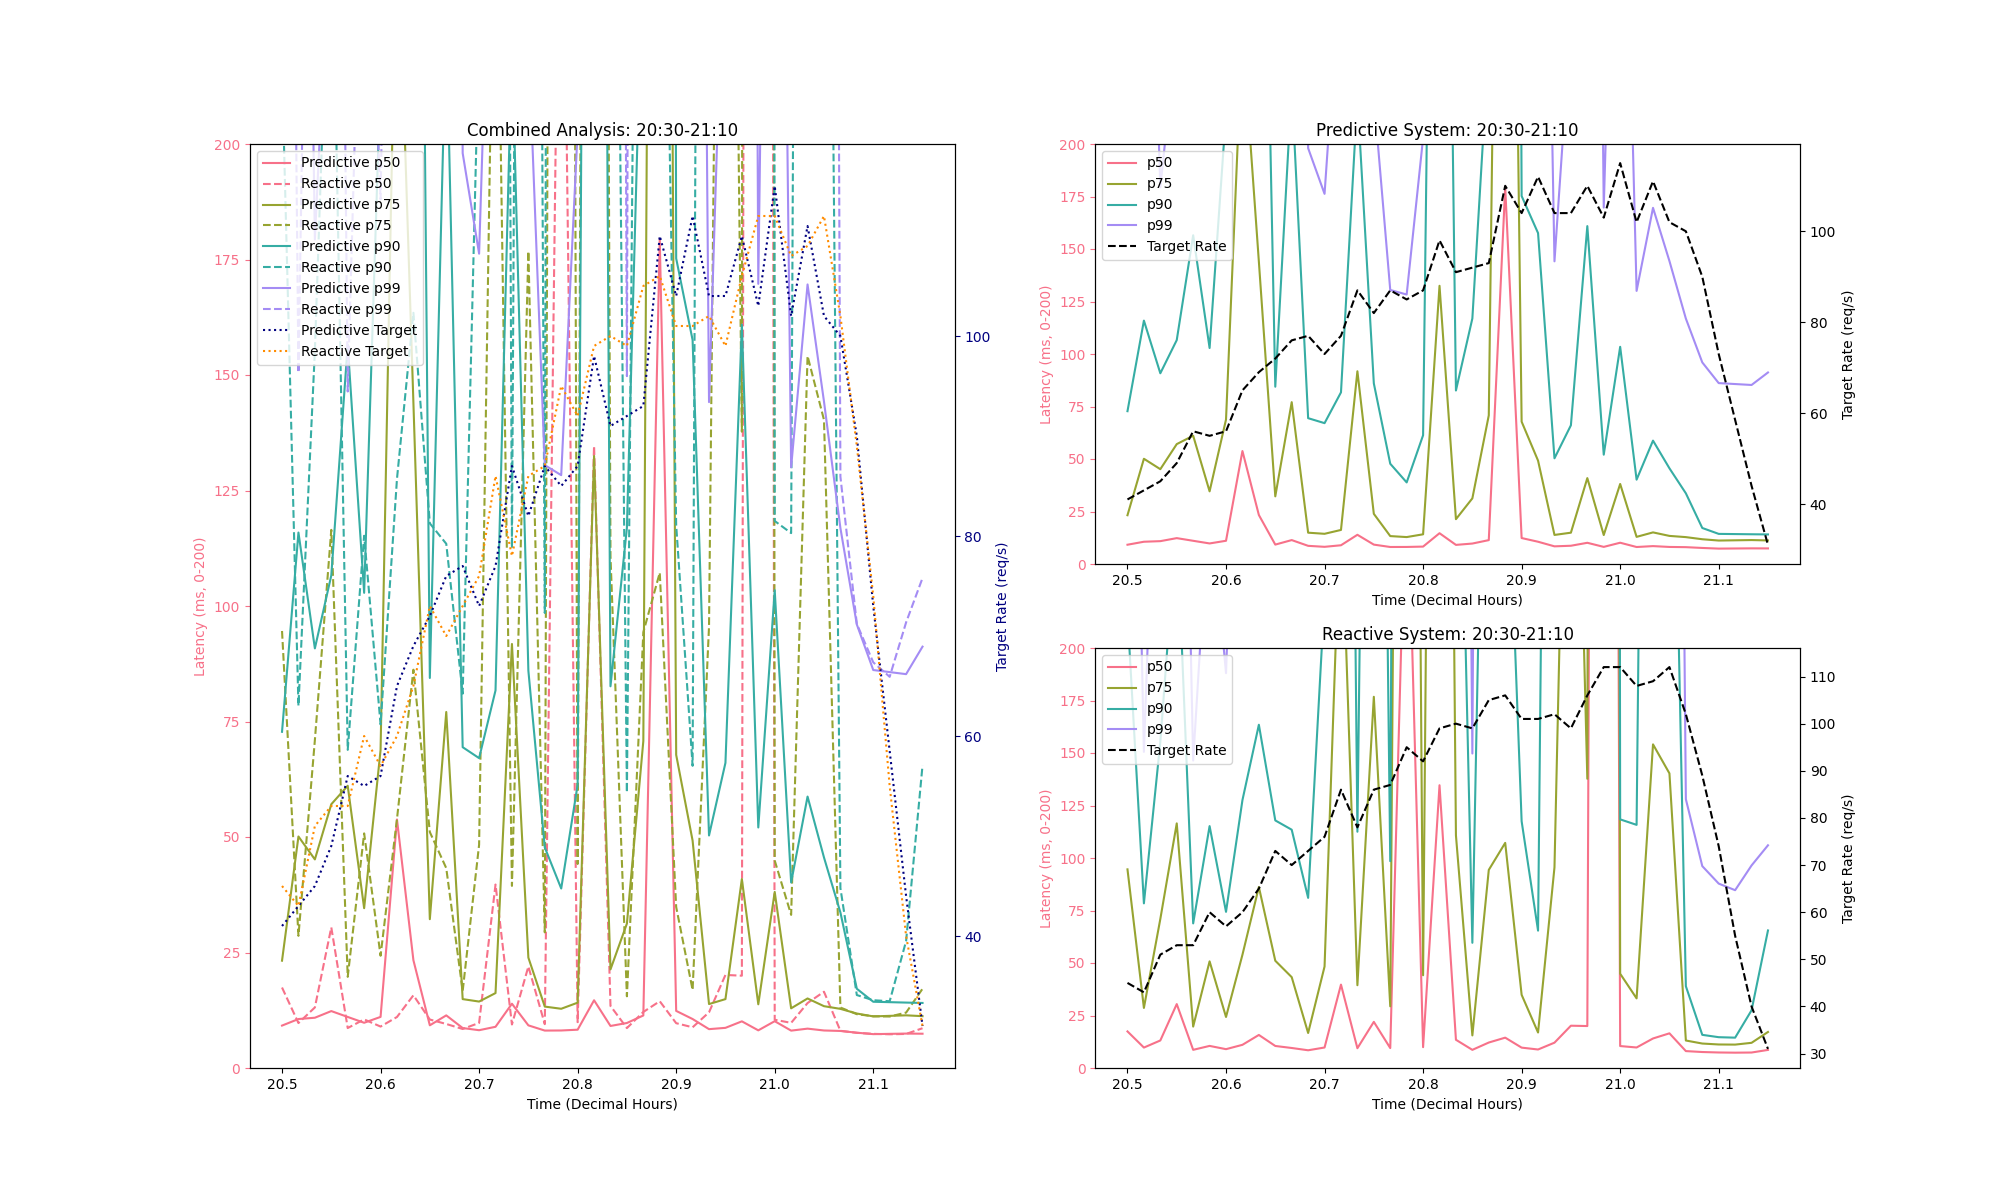 Combined Analysis: 20:30-21:10
200
175
150
125
100
75
50
25
0
Latency (ms, 0-200)
Predictive p50
Reactive p50
Predictive p75
Reactive p75
Predictive p90
Reactive p90
Predictive p99
Reactive p99
Predictive Target
Reactive Target
100
80
60
40
Target Rate (req/s)
20.5 20.6 20.7 20.8 20.9 21.0 21.1
Time (Decimal Hours)
Predictive System: 20:30-21:10
200
175
150
125
100
75
50
25
0
Latency (ms, 0-200)
p50
p75
p90
p99
Target Rate
100
80
60
40
Target Rate (req/s)
20.5 20.6 20.7 20.8 20.9 21.0 21.1
Time (Decimal Hours)
Reactive System: 20:30-21:10
200
175
150
125
100
75
50
25
0
Latency (ms, 0-200)
p50
p75
p90
p99
Target Rate
110
100
90
80
70
60
50
40
30
Target Rate (req/s)
20.5 20.6 20.7 20.8 20.9 21.0 21.1
Time (Decimal Hours)